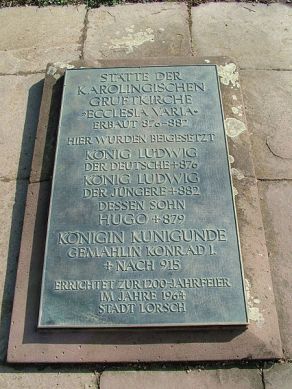 STÄTTE DER
KAROLINGISCHEN
GRUFTKIRCHE
»ECCLESIA VARIA«
ERBAUT 876-882
HIER WURDEN BEIGESETZT
KÖNIG LUDWIG
DER DEUTSCHE +876
KÖNIG LUDWIG
DER JÜNGERE +882
DESSEN SOHN
HUGO +879
KÖNIGIN KUNIGUNDE
GEMAHLIN KONRAD I.
+ NACH 915
ERRICHTET ZUR 1200-JAHRFEIER
IM JAHRE 1964
STADT LORSCH